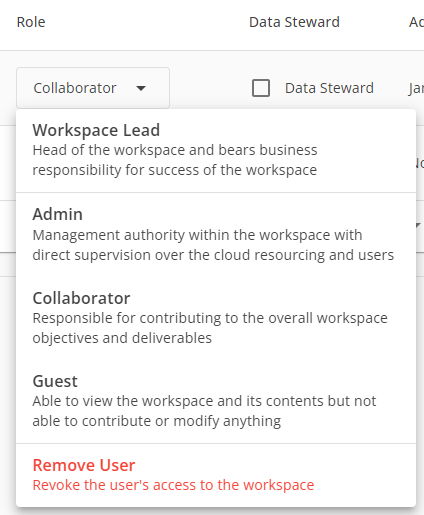 Role Data Steward
Collaborator Data Steward
Workspace Lead
Head of the workspace and bears business
responsibility for success of the workspace
Admin
Management authority within the workspace with
direct supervision over the cloud resourcing and users
Collaborator
Responsible for contributing to the overall workspace
objectives and deliverables
Guest
Able to view the workspace and its contents but not
able to contribute or modify anything
Remove User
Revoke the user's access to the workspace